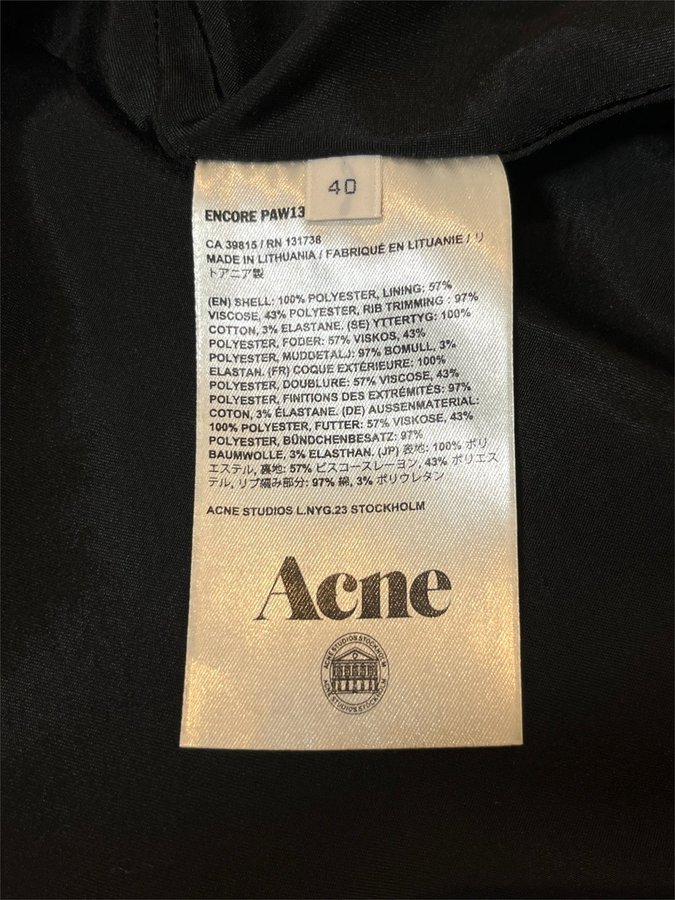 40
ENCORE PAW13
CA 39815 / RN 131736
MADE IN LITHUANIA / FABRIQUÉ EN LITUANIE / リ
トアニア製
(EN) SHELL: 100% POLYESTER, LINING: 57%
VISCOSE, 43% POLYESTER, RIB TRIMMING : 97%
COTTON, 3% ELASTANE. (SE) YTTERTYG: 100%
POLYESTER, FODER: 57% VISKOS, 43%
POLYESTER, MUDDETALJ: 97% BOMULL, 3%
ELASTAN. (FR) COQUE EXTÉRIEURE: 100%
POLYESTER, DOUBLURE: 57% VISCOSE, 43%
POLYESTER, FINITIONS DES EXTRÉMITÉS: 97%
COTON, 3% ÉLASTANE. (DE) AUSSENMATERIAL:
100% POLYESTER, FUTTER: 57% VISKOSE, 43%
POLYESTER, BÜNDCHENBESATZ: 97%
BAUMWOLLE, 3% ELASTHAN. (JP) 表地: 100% ポリ
エステル, 裏地: 57% ビスコースレーヨン, 43% ポリエス
テル, リブ編み部分: 97% 綿, 3% ポリウレタン
ACNE STUDIOS L.NYG.23 STOCKHOLM
Acne
ACNE STUDIOS STOCKHOLM
ACNE STUDIOS STOCKHOLM